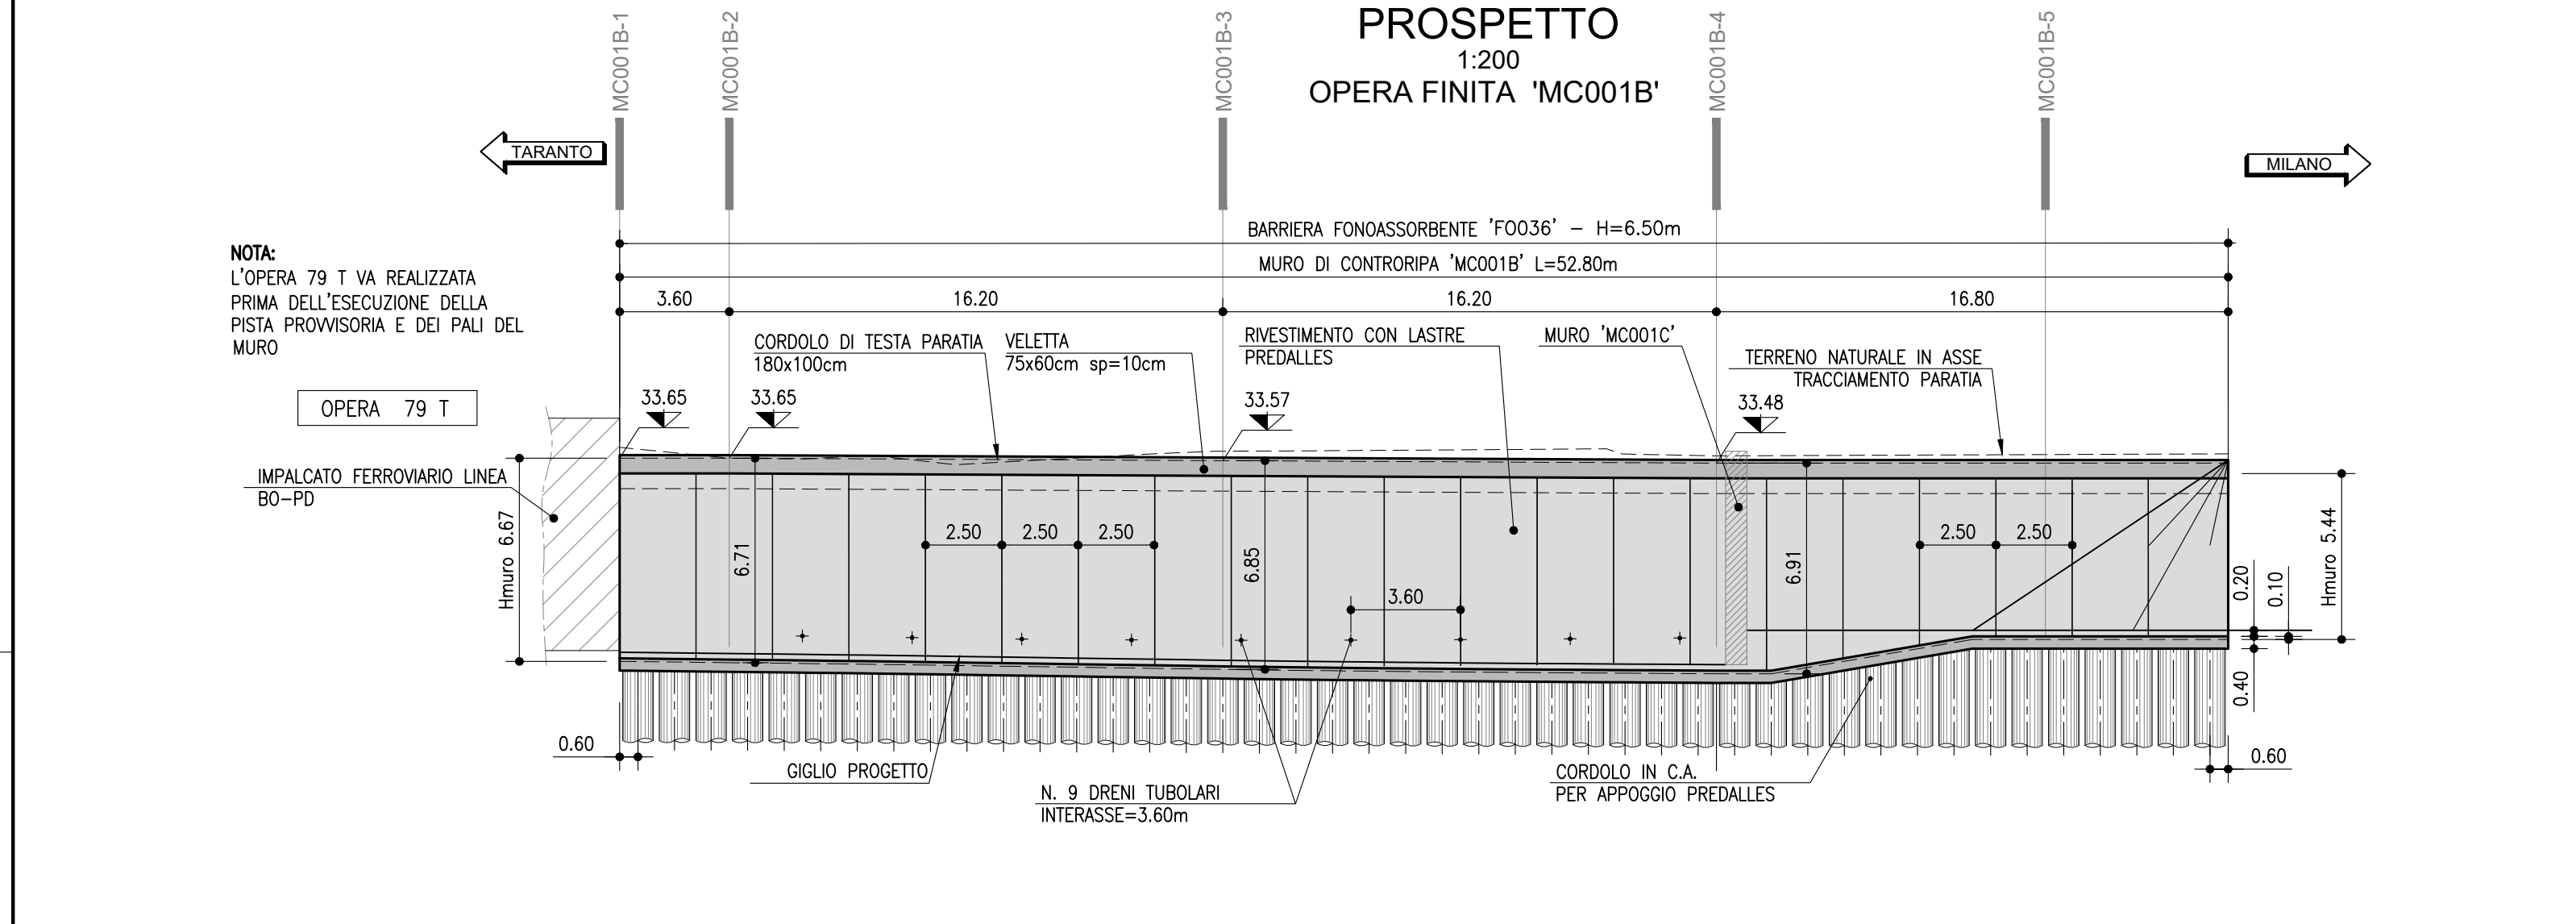 PROSPETTO
1:200
OPERA FINITA 'MC001B'
MC001B-1
MC001B-2
MC001B-3
MC001B-4
MC001B-5
TARANTO
MILANO
BARRIERA FONOASSORBENTE 'FO036' - H=6.50m
MURO DI CONTRORIPA 'MC001B' L=52.80m
3.60
16.20
16.20
16.80
NOTA:
L'OPERA 79 T VA REALIZZATA
PRIMA DELL'ESECUZIONE DELLA
PISTA PROVVISORIA E DEI PALI DEL
MURO
OPERA 79 T
IMPALCATO FERROVIARIO LINEA
BO-PD
CORDOLO DI TESTA PARATIA
180x100cm
VELETTA
75x60cm sp=10cm
RIVESTIMENTO CON LASTRE
PREDALLES
MURO 'MC001C'
TERRENO NATURALE IN ASSE
TRACCIAMENTO PARATIA
33.65
33.65
33.57
33.48
Hmuro 6.67
6.71
2.50
2.50
2.50
6.85
3.60
6.91
2.50
2.50
0.20
0.10
Hmuro 5.44
0.40
0.60
GIGLIO PROGETTO
N. 9 DRENI TUBOLARI
INTERASSE=3.60m
CORDOLO IN C.A.
PER APPOGGIO PREDALLES
0.60